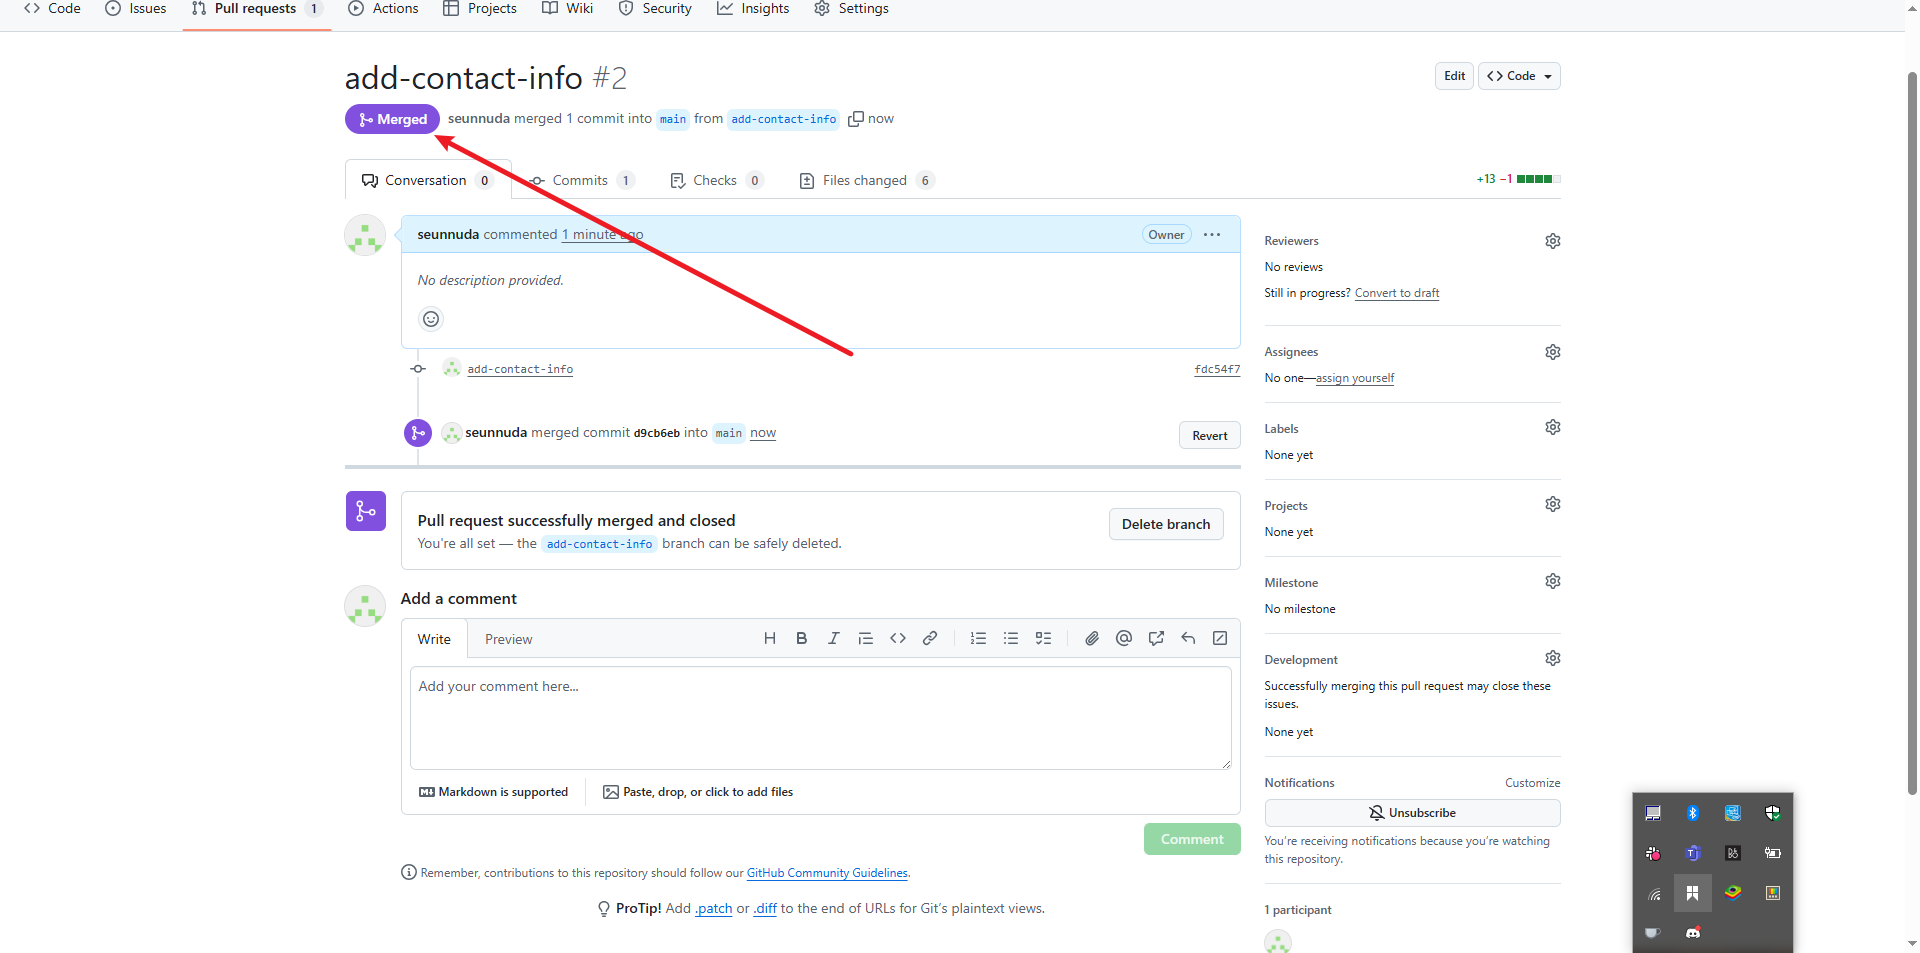 Code Issues Pull requests 1 Actions Projects Wiki Security Insights Settings
add-contact-info #2
Edit Code
Merged seunnuda merged 1 commit into main from add-contact-info now
Conversation 0 Commits 1 Checks 0 Files changed 6
+13 −1
seunnuda commented 1 minute ago Owner
No description provided.
add-contact-info fdc54f7
seunnuda merged commit d9cb6eb into main now Revert
Pull request successfully merged and closed
You're all set — the add-contact-info branch can be safely deleted.
Delete branch
Add a comment
Write Preview
Add your comment here...
Markdown is supported Paste, drop, or click to add files
Comment
Remember, contributions to this repository should follow our GitHub Community Guidelines.
ProTip! Add .patch or .diff to the end of URLs for Git's plaintext views.
Reviewers
No reviews
Still in progress? Convert to draft
Assignees
No one—assign yourself
Labels
None yet
Projects
None yet
Milestone
No milestone
Development
Successfully merging this pull request may close these
issues.
None yet
Notifications Customize
Unsubscribe
You're receiving notifications because you're watching
this repository.
1 participant